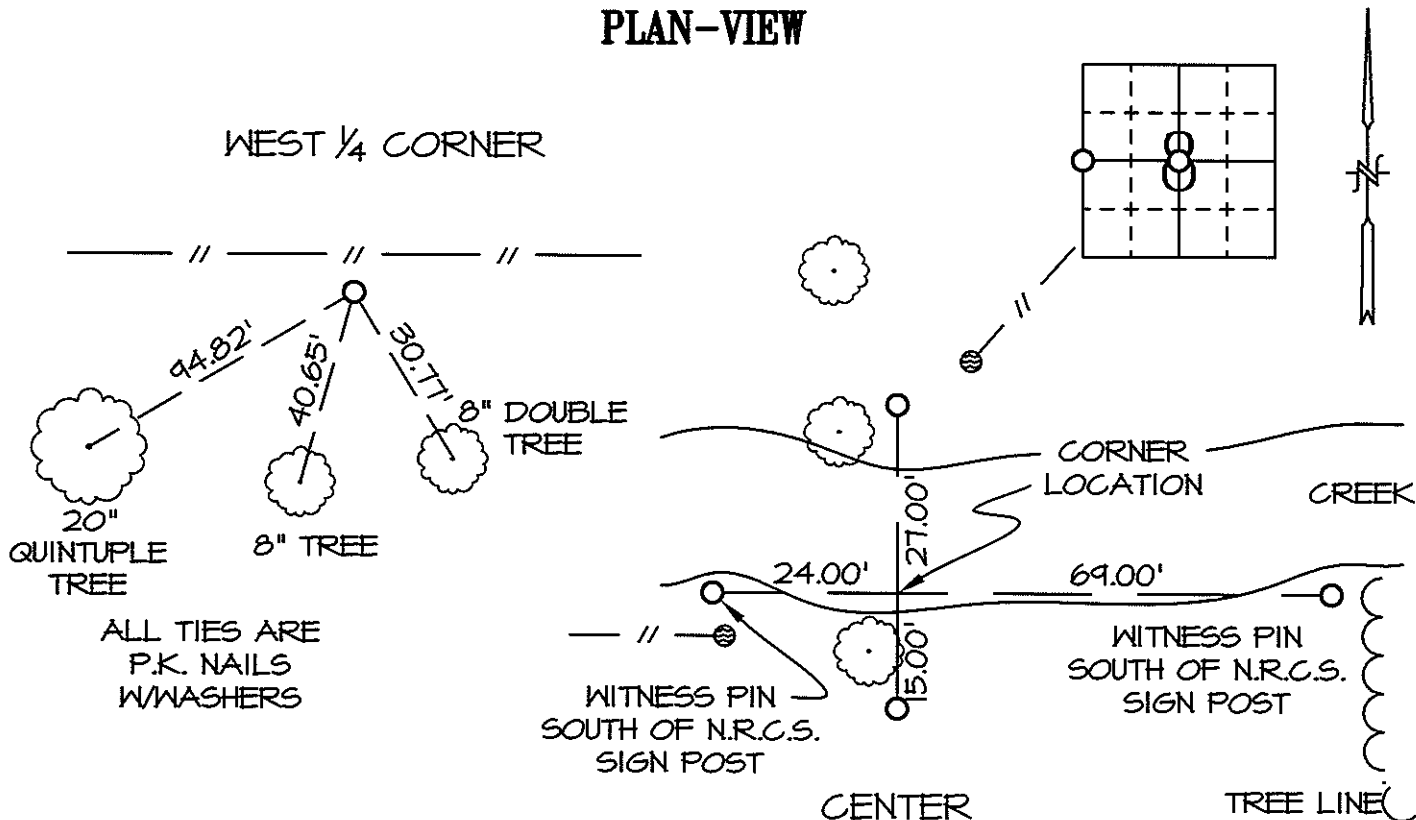 PLAN-VIEW
WEST 1/4 CORNER
8
N
94.82'
40.65'
30.77'
8" DOUBLE
TREE
20"
QUINTUPLE
TREE
8" TREE
ALL TIES ARE
P.K. NAILS
W/WASHERS
CORNER
LOCATION
CREEK
27.00'
24.00'
69.00'
15.00'
WITNESS PIN
SOUTH OF N.R.C.S.
SIGN POST
WITNESS PIN
SOUTH OF N.R.C.S.
SIGN POST
CENTER
TREE LINE